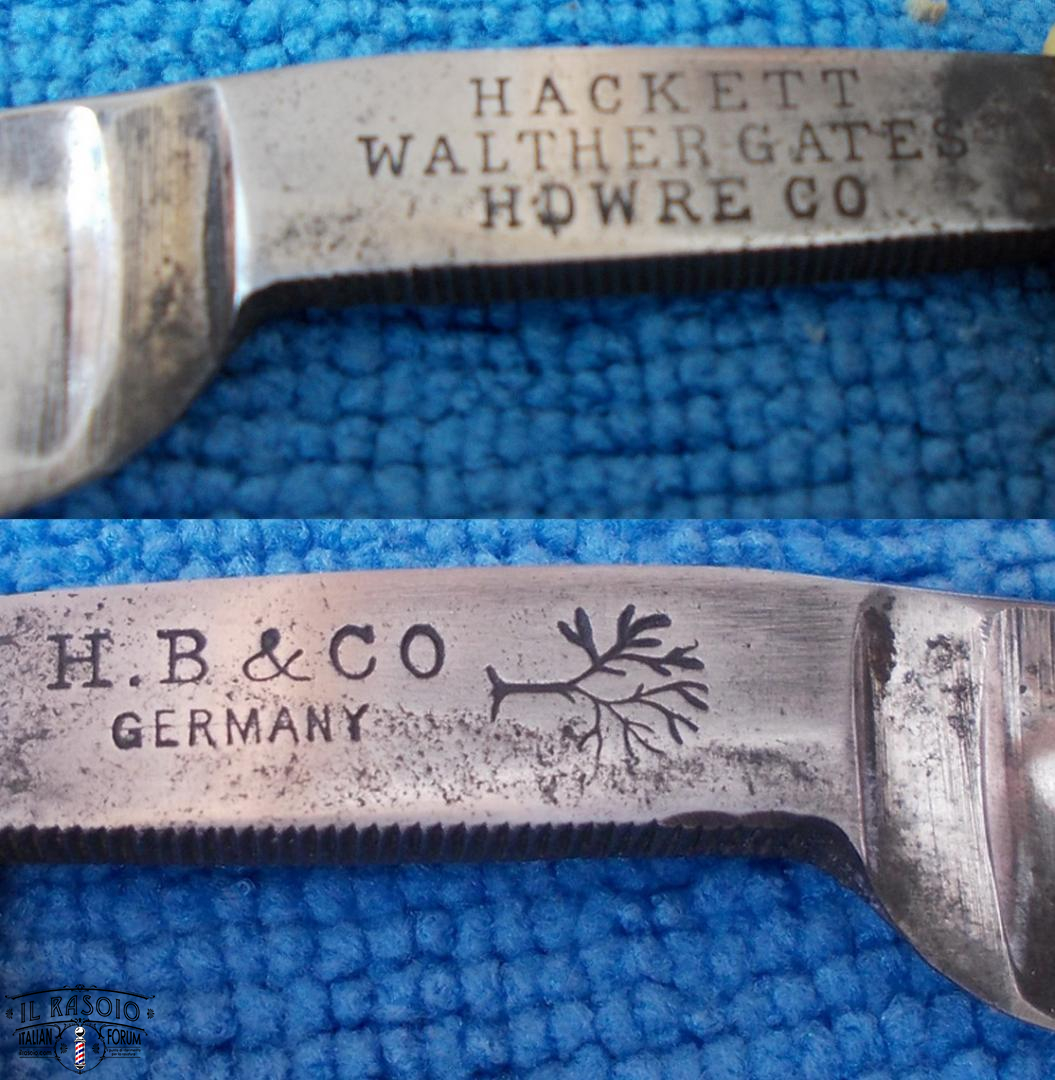 HACKETT
WALTHER GATES
HDWRE CO
H.B & CO
GERMANY
IL RASOIO
ITALIAN FORUM